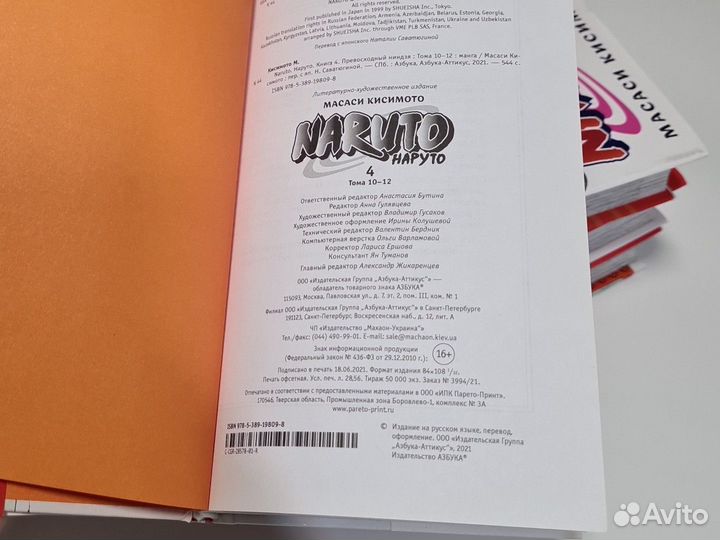 First published in Japan in 1999 by SHUEISHA Inc., Tokyo.
Russian translation rights in Russian Federation, Armenia, Azerbaidjan, Belarus, Estonia, Georgia,
Kazakhstan, Kyrgyzstan, Latvia, Lithuania, Moldova, Tadjikistan, Turkmenistan, Ukraine and Uzbekistan
arranged by SHUEISHA Inc. through VME PLB SAS, France.
Перевод с японского Наталии Саватюгиной
Кисимото М.
К 44
Naruto. Наруто. Книга 4. Превосходный ниндзя : Тома 10–12 : манга / Масаси Ки-
симото ; пер. с яп. Н. Саватюгиной. — СПб. : Азбука, Азбука-Аттикус, 2021. — 544 с.
ISBN 978-5-389-19809-8
Литературно-художественное издание
МАСАСИ КИСИМОТО
NARUTO
НАРУТО
4
Тома 10–12
Ответственный редактор Анастасия Бутина
Редактор Анна Гулявцева
Художественный редактор Владимир Гусаков
Художественное оформление Ирины Колушевой
Технический редактор Валентин Бердник
Компьютерная верстка Ольги Варламовой
Корректор Лариса Ершова
Консультант Ян Туманов
Главный редактор Александр Жикаренцев
ООО «Издательская Группа „Азбука-Аттикус“» —
обладатель товарного знака АЗБУКА®
115093, Москва, Павловская ул., д. 7, эт. 2, пом. III, ком. № 1
Филиал ООО «Издательская Группа „Азбука-Аттикус“» в Санкт-Петербурге
191123, Санкт-Петербург, Воскресенская наб., д. 12, лит. А
ЧП «Издательство „Махаон-Украина“»
Тел./факс: (044) 490-99-01. E-mail: sale@machaon.kiev.ua
Знак информационной продукции
(Федеральный закон № 436-ФЗ от 29.12.2010 г.)
16+
Подписано в печать 18.06.2021. Формат издания 84×108 1/32.
Печать офсетная. Усл. печ. л. 28,56. Тираж 50 000 экз. Заказ № 3994/21.
Отпечатано в соответствии с предоставленными материалами в ООО «ИПК Парето-Принт».
170546, Тверская область, Промышленная зона Боровлево-1, комплекс № 3А
www.pareto-print.ru
ISBN 978-5-389-19809-8
C-CGR-28578-01-R
© Издание на русском языке, перевод,
оформление. ООО «Издательская Группа
„Азбука-Аттикус“», 2021
Издательство АЗБУКА®
МАСАСИ КИСИМ
Avito